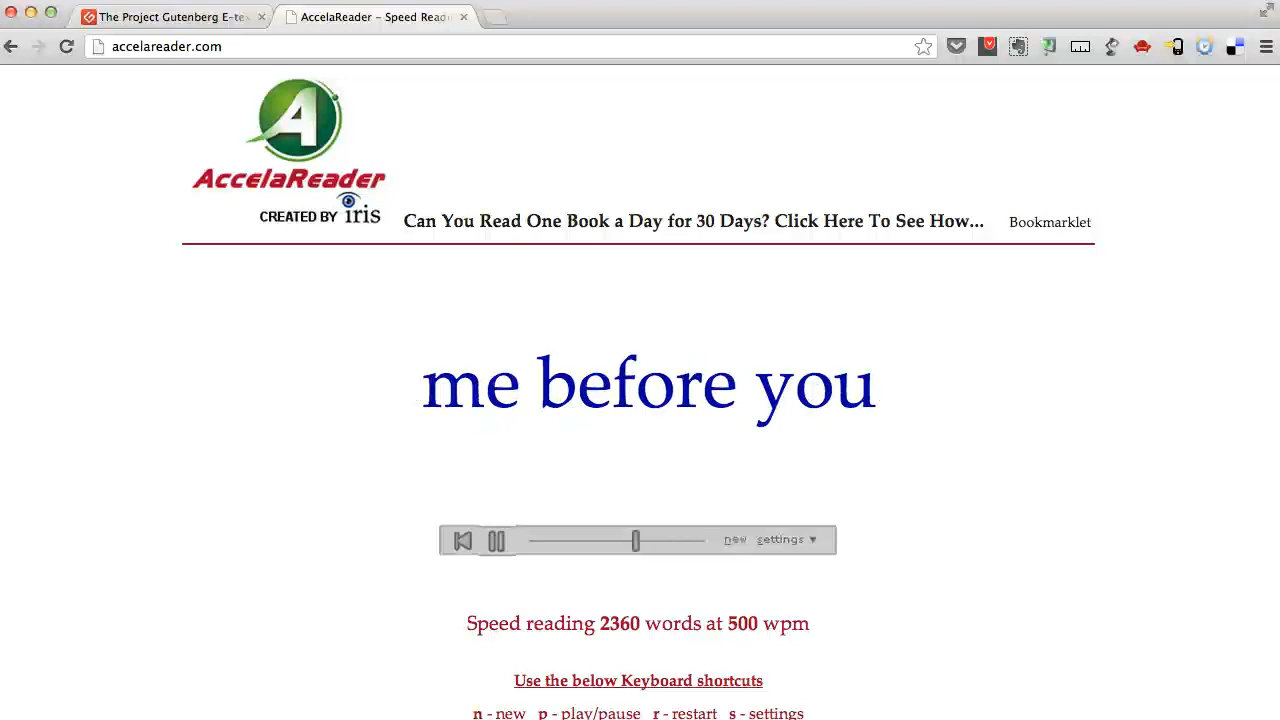 The Project Gutenberg E-te
AccelaReader – Speed Read
accelareader.com
A
AccelaReader
CREATED BY iris
Can You Read One Book a Day for 30 Days? Click Here To See How... Bookmarklet
me before you
new settings ▼
Speed reading 2360 words at 500 wpm
Use the below Keyboard shortcuts
n - new p - play/pause r - restart s - settings